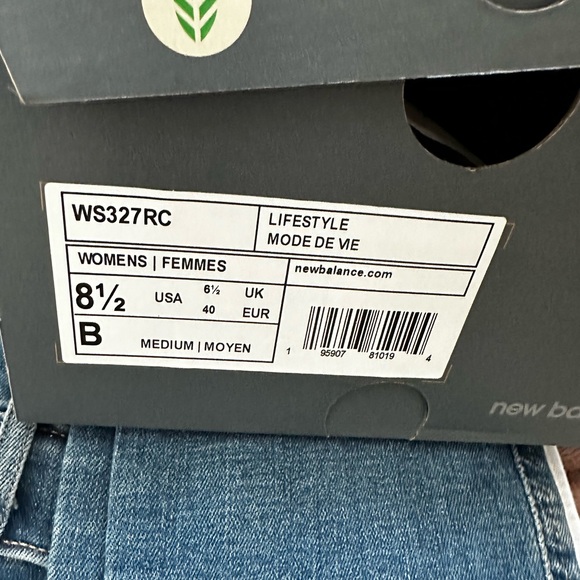 WS327RC
LIFESTYLE
MODE DE VIE
WOMENS | FEMMES
newbalance.com
8½ USA 6½ UK
40 EUR
B MEDIUM | MOYEN
1 95907 81019 4
new ba